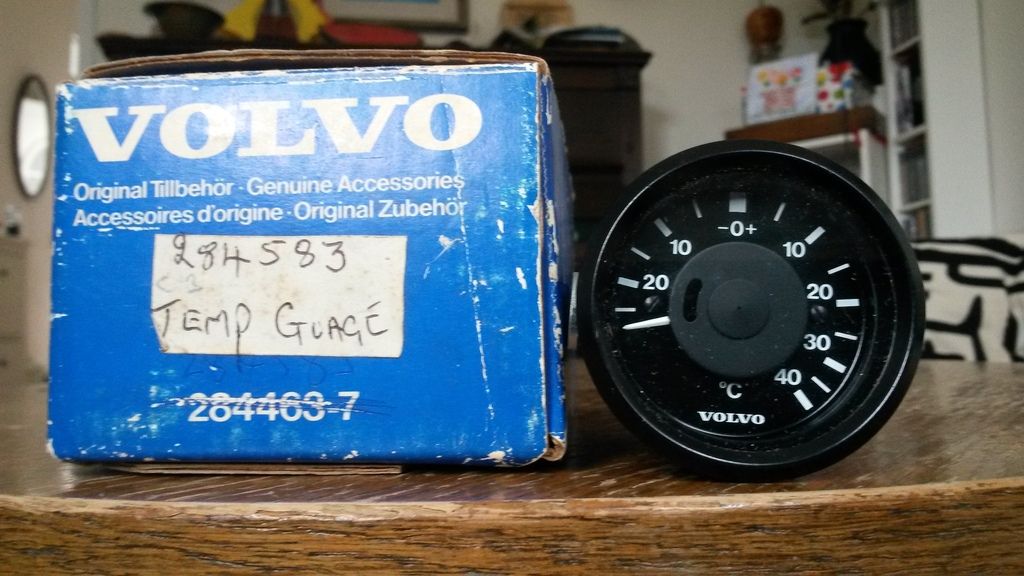 VOLVO
Original Tillbehör · Genuine Accessories
Accessoires d'origine · Original Zubehör
284583
TEMP GUAGE
284463-7
-0+
10 10
20 20
30
40
°C
VOLVO